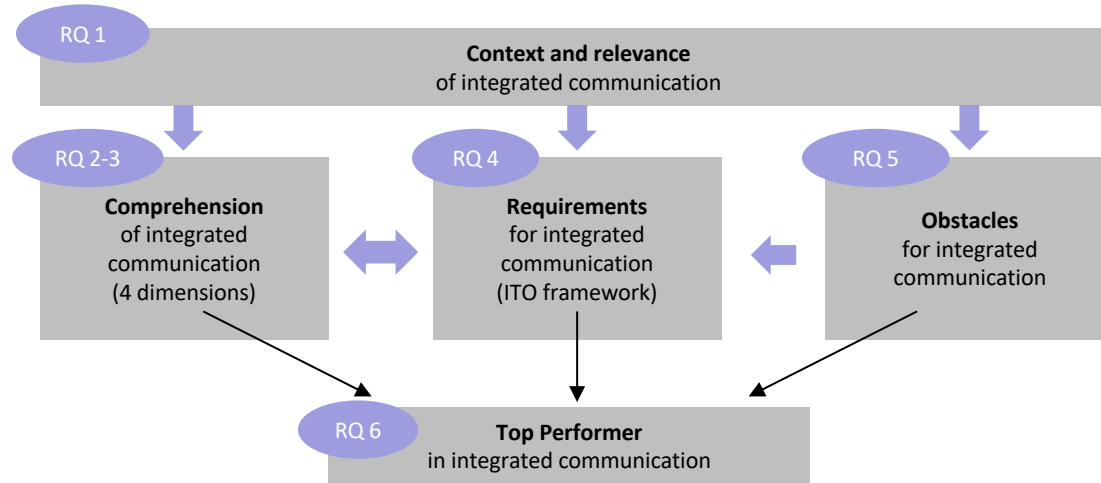 RQ 1
Context and relevance
of integrated communication
RQ 2-3
Comprehension
of integrated
communication
(4 dimensions)
RQ 4
Requirements
for integrated
communication
(ITO framework)
RQ 5
Obstacles
for integrated
communication
RQ 6
Top Performer
in integrated communication